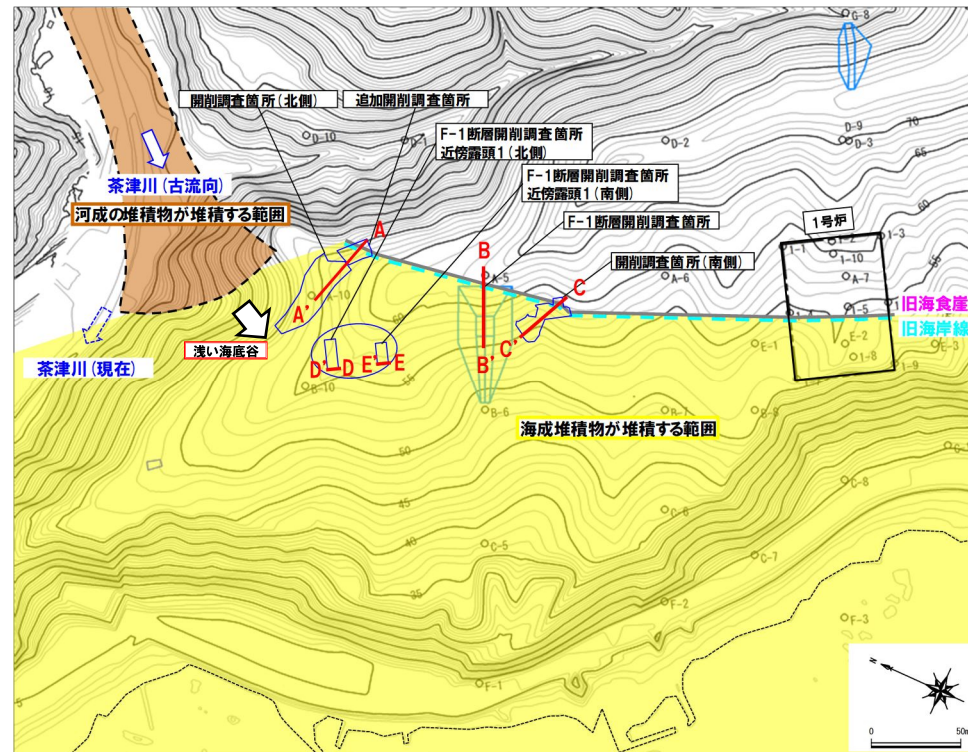 G-8
開削調査箇所(北側)
追加開削調査箇所
D-10
D-1
D-2
D-9
D-3
70
65
F-1断層開削調査箇所
近傍露頭1(北側)
F-1断層開削調査箇所
近傍露頭1(南側)
茶津川(古流向)
河成の堆積物が堆積する範囲
F-1断層開削調査箇所
60
1号炉
A
B
開削調査箇所(南側)
1-1
1-2
1-3
1-10
55
A-5
A-6
A-7
C
A-10
60
A'
1-4
1-5
旧海食崖
旧海岸線
浅い海底谷
茶津川(現在)
B'
C'
E-1
E-2
E-3
1-8
1-9
D'
D
E'
E
55
B-10
B-6
B-7
B-8
海成堆積物が堆積する範囲
50
45
C-8
C-6
40
C-5
C-7
35
F-2
F-3
F-1
N
0
50m